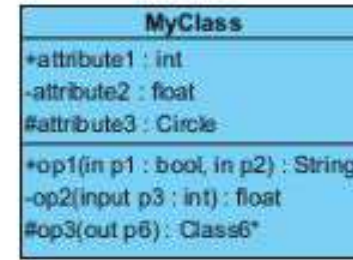 MyClass
+attribute1 : int
-attribute2 : float
#attribute3 : Circle
+op1(in p1 : bool, in p2) : String
-op2(input p3 : int) : float
#op3(out p6) : Class6*